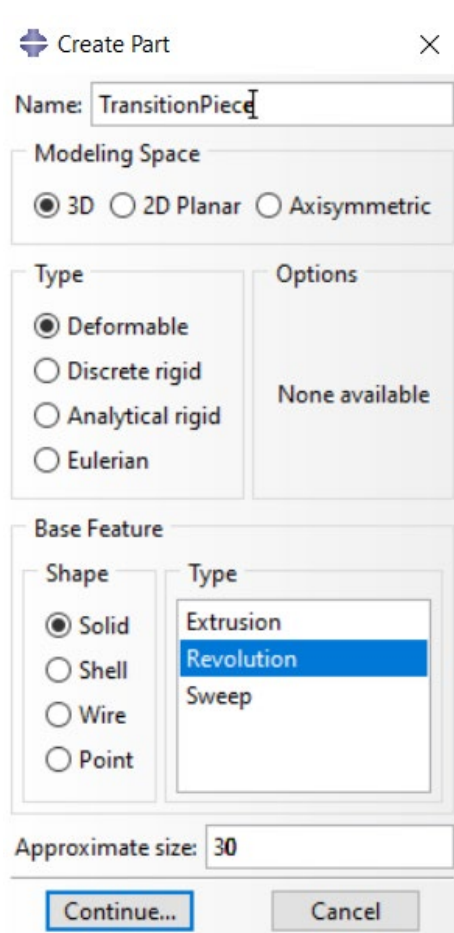 Create Part
Name: TransitionPiece
Modeling Space
3D 2D Planar Axisymmetric
Type
Options
Deformable
Discrete rigid
Analytical rigid
Eulerian
None available
Base Feature
Shape
Type
Solid
Shell
Wire
Point
Extrusion
Revolution
Sweep
Approximate size: 30
Continue...
Cancel